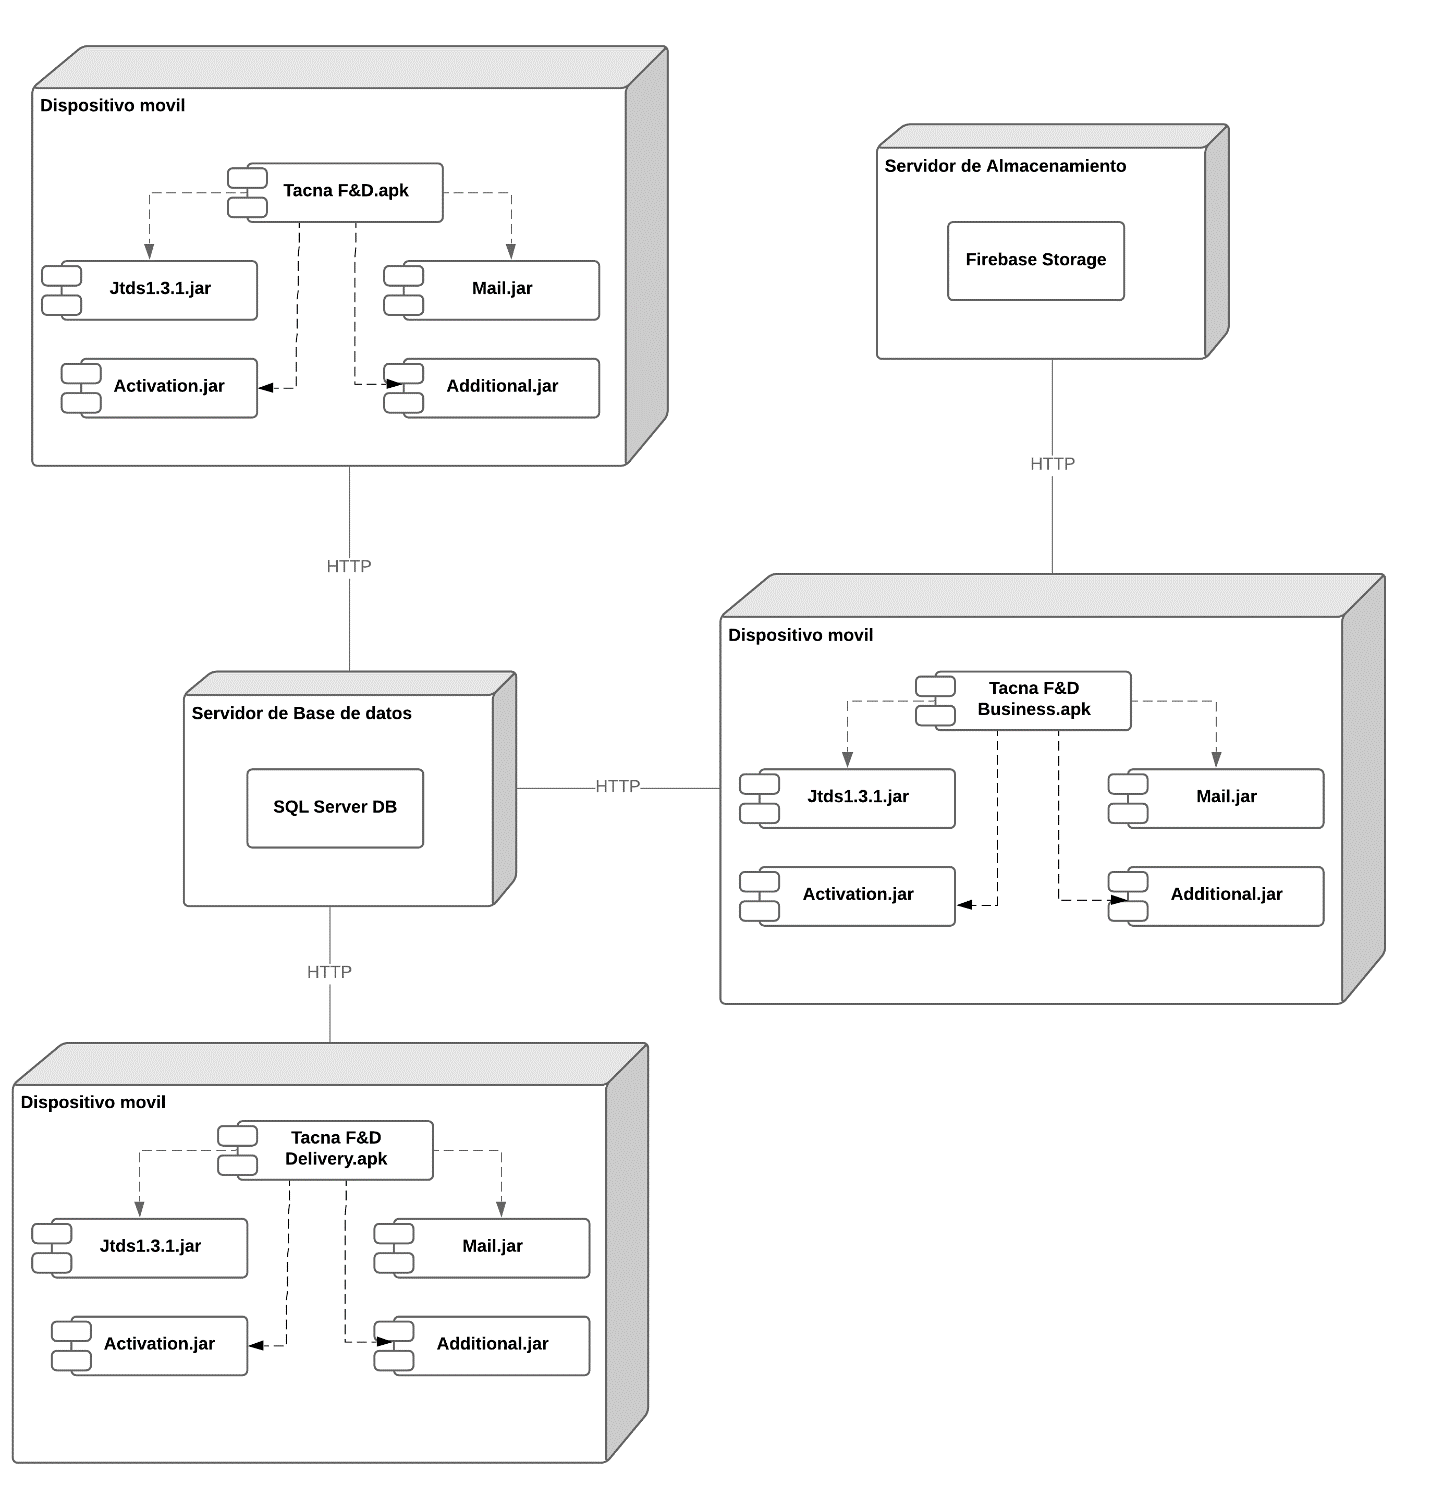 Dispositivo movil
Tacna F&D.apk
Jtds1.3.1.jar
Mail.jar
Activation.jar
Additional.jar
Servidor de Almacenamiento
Firebase Storage
HTTP
HTTP
Dispositivo movil
Tacna F&D
Business.apk
Jtds1.3.1.jar
Mail.jar
Activation.jar
Additional.jar
Servidor de Base de datos
SQL Server DB
HTTP
HTTP
Dispositivo movil
Tacna F&D
Delivery.apk
Jtds1.3.1.jar
Mail.jar
Activation.jar
Additional.jar